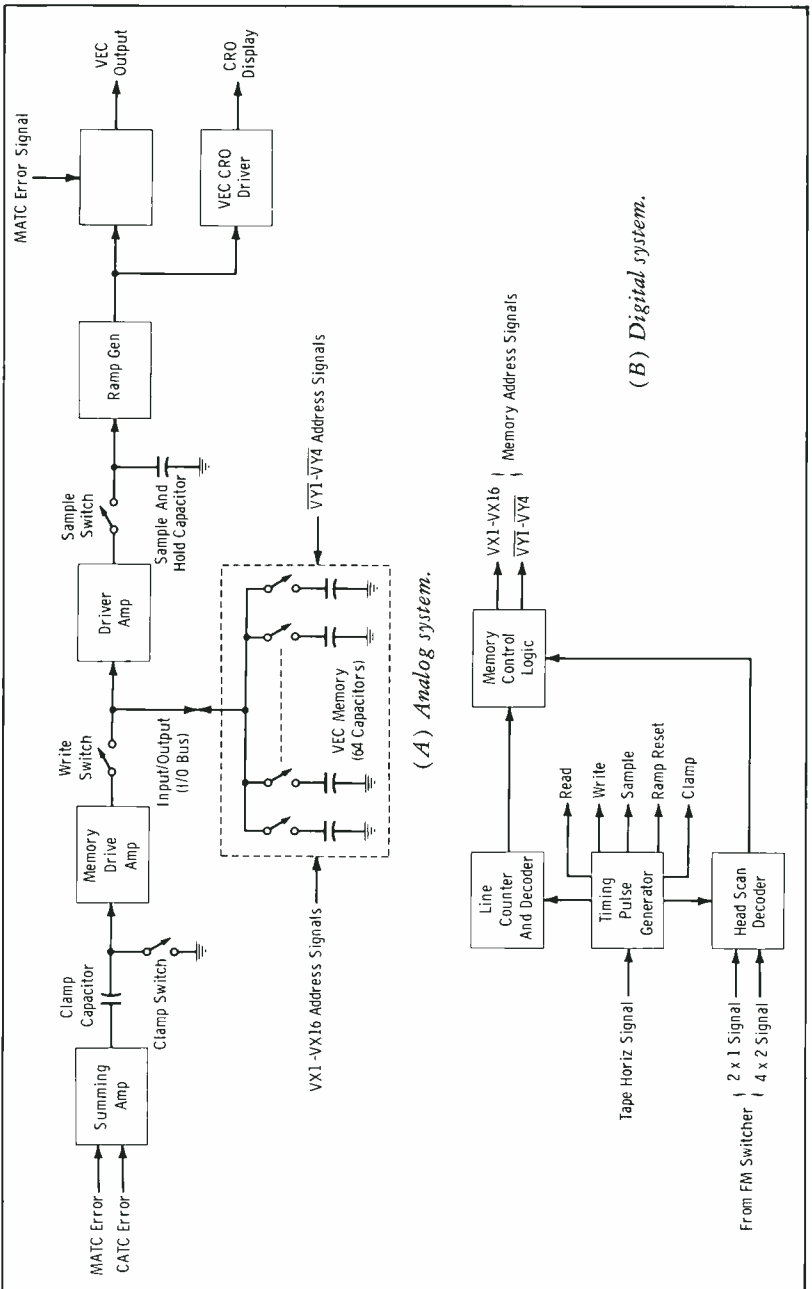 MATC Error
CATC Error
Summing
Amp
Clamp
Capacitor
Clamp Switch
Memory
Drive
Amp
Write
Switch
Input/Output
(I/O Bus)
Driver
Amp
Sample
Switch
Sample And
Hold Capacitor
Ramp Gen
MATC Error Signal
VEC
Output
VEC CRO
Driver
CRO
Display
VX1-VX16 Address Signals
VEC Memory
(64 Capacitors)
V̅Y̅1̅-V̅Y̅4̅ Address Signals
(A) Analog system.
Tape Horiz Signal
From FM Switcher { 2 x 1 Signal
4 x 2 Signal
Line
Counter
And Decoder
Timing
Pulse
Generator
Head Scan
Decoder
Read
Write
Sample
Ramp Reset
Clamp
Memory
Control
Logic
VX1-VX16
V̅Y̅1̅-V̅Y̅4̅
} Memory Address Signals
(B) Digital system.